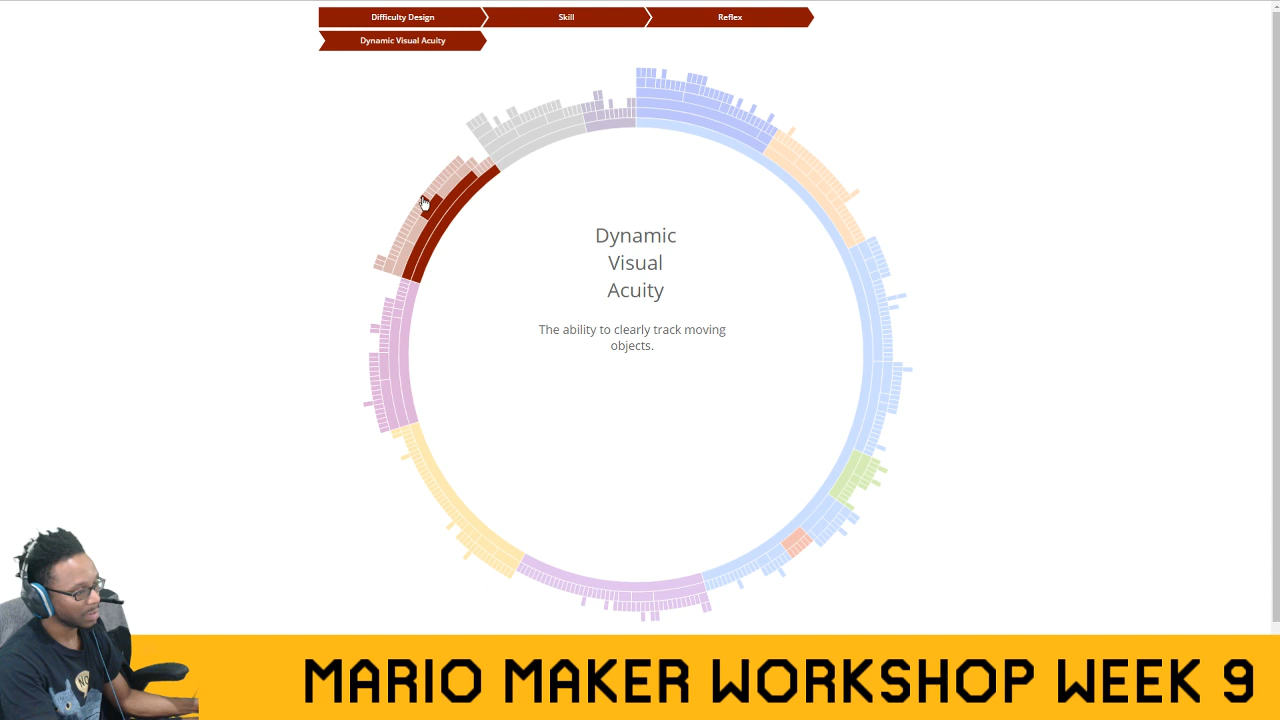 Difficulty Design
Skill
Reflex
Dynamic Visual Acuity
Dynamic
Visual
Acuity
The ability to clearly track moving
objects.
NO
MARIO MAKER WORKSHOP WEEK 9